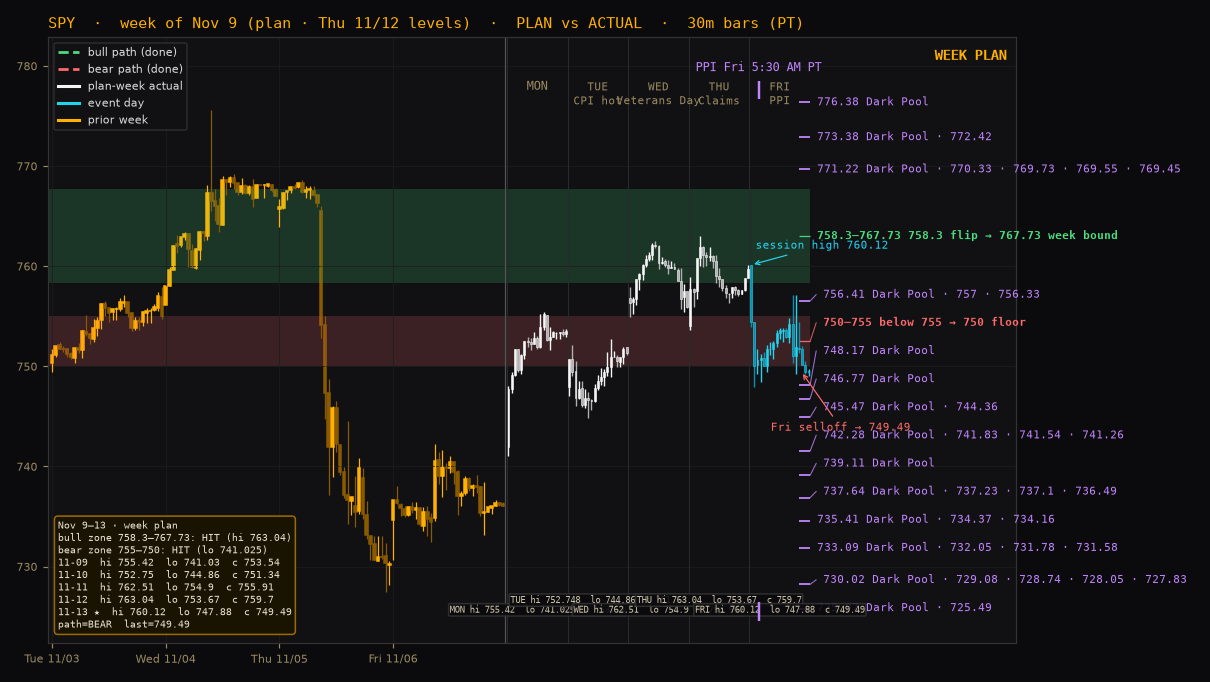 SPY · week of Nov 9 (plan · Thu 11/12 levels) · PLAN vs ACTUAL · 30m bars (PT)
bull path (done)
bear path (done)
plan-week actual
event day
prior week
WEEK PLAN
PPI Fri 5:30 AM PT
MON
TUE
CPI hot
WED
Veterans Day
THU
Claims
FRI
PPI
780
770
760
750
740
730
776.38 Dark Pool
773.38 Dark Pool · 772.42
771.22 Dark Pool · 770.33 · 769.73 · 769.55 · 769.45
758.3–767.73 758.3 flip → 767.73 week bound
session high 760.12
756.41 Dark Pool · 757 · 756.33
750–755 below 755 → 750 floor
748.17 Dark Pool
746.77 Dark Pool
745.47 Dark Pool · 744.36
Fri selloff → 749.49
742.28 Dark Pool · 741.83 · 741.54 · 741.26
739.11 Dark Pool
737.64 Dark Pool · 737.23 · 737.1 · 736.49
735.41 Dark Pool · 734.37 · 734.16
733.09 Dark Pool · 732.05 · 731.78 · 731.58
730.02 Dark Pool · 729.08 · 728.74 · 728.05 · 727.83
Dark Pool · 725.49
Nov 9–13 · week plan
bull zone 758.3–767.73: HIT (hi 763.04)
bear zone 755–750: HIT (lo 741.025)
11-09 hi 755.42 lo 741.03 c 753.54
11-10 hi 752.75 lo 744.86 c 751.34
11-11 hi 762.51 lo 754.9 c 755.91
11-12 hi 763.04 lo 753.67 c 759.7
11-13 ★ hi 760.12 lo 747.88 c 749.49
path=BEAR last=749.49
TUE hi 752.748 lo 744.86
THU hi 763.04 lo 753.67 c 759.7
MON hi 755.42 lo 741.025
WED hi 762.51 lo 754.9
FRI hi 760.12 lo 747.88 c 749.49
Tue 11/03
Wed 11/04
Thu 11/05
Fri 11/06